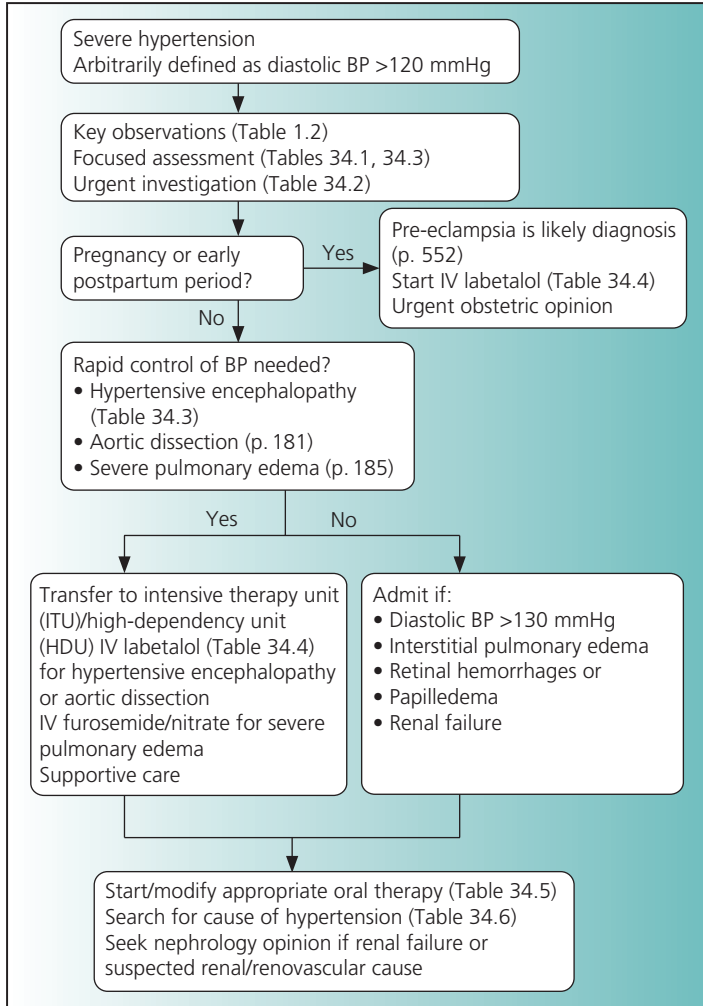 Severe hypertension
Arbitrarily defined as diastolic BP >120 mmHg
Key observations (Table 1.2)
Focused assessment (Tables 34.1, 34.3)
Urgent investigation (Table 34.2)
Pregnancy or early
postpartum period?
Yes
Pre-eclampsia is likely diagnosis
(p. 552)
Start IV labetalol (Table 34.4)
Urgent obstetric opinion
No
Rapid control of BP needed?
• Hypertensive encephalopathy
(Table 34.3)
• Aortic dissection (p. 181)
• Severe pulmonary edema (p. 185)
Yes
No
Transfer to intensive therapy unit
(ITU)/high-dependency unit
(HDU) IV labetalol (Table 34.4)
for hypertensive encephalopathy
or aortic dissection
IV furosemide/nitrate for severe
pulmonary edema
Supportive care
Admit if:
• Diastolic BP >130 mmHg
• Interstitial pulmonary edema
• Retinal hemorrhages or
• Papilledema
• Renal failure
Start/modify appropriate oral therapy (Table 34.5)
Search for cause of hypertension (Table 34.6)
Seek nephrology opinion if renal failure or
suspected renal/renovascular cause